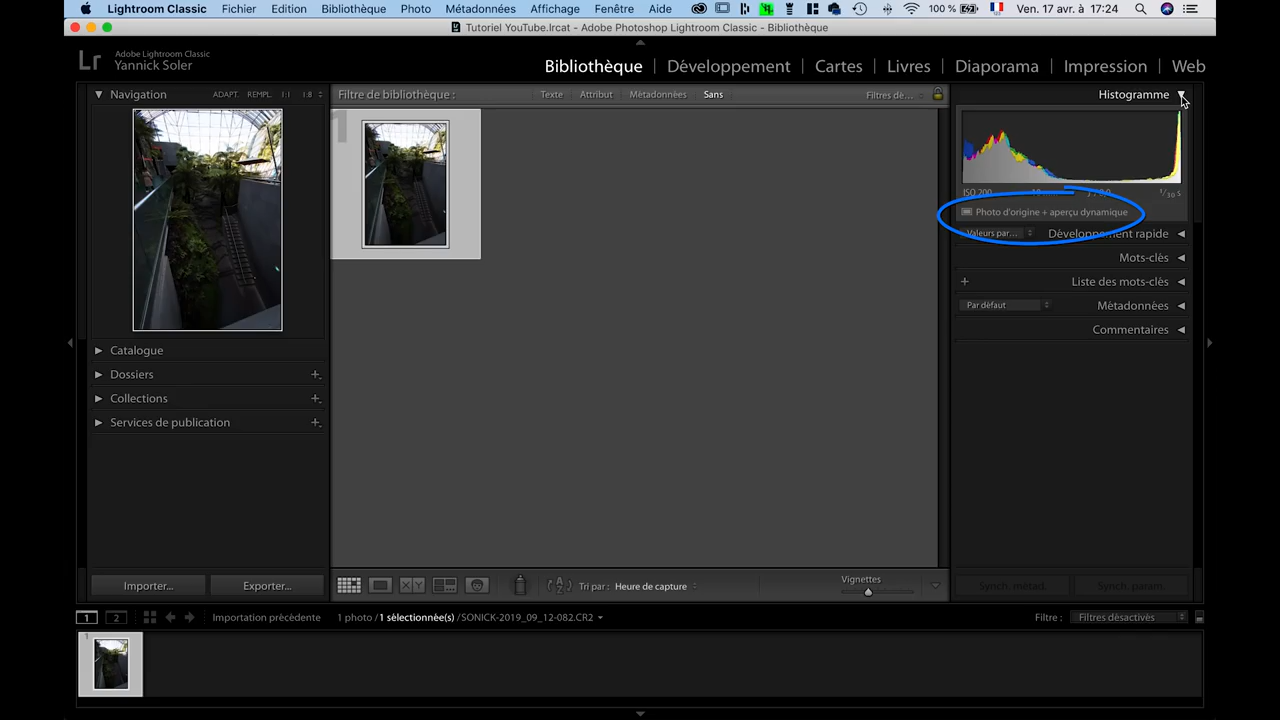 Lightroom Classic Fichier Edition Bibliothèque Photo Métadonnées Affichage Fenêtre Aide 100 % Ven. 17 avr. à 17:24
Tutoriel YouTube.lrcat - Adobe Photoshop Lightroom Classic - Bibliothèque
Lr
Adobe Lightroom Classic
Yannick Soler
Bibliothèque | Développement | Cartes | Livres | Diaporama | Impression | Web
Navigation ADAPT. REMPL. 1:1 1:8
Filtre de bibliothèque : Texte Attribut Métadonnées Sans Filtres dé...
Histogramme
1
ISO 200
Photo d'origine + aperçu dynamique
Valeurs par... Développement rapide
Mots-clés
+ Liste des mots-clés
Par défaut Métadonnées
Commentaires
Catalogue
Dossiers +
Collections +
Services de publication +
Importer... Exporter...
X Y
Tri par : Heure de capture
Vignettes
Synch. métad. Synch. param.
1 2 Importation précédente 1 photo / 1 sélectionnée(s) /SONICK-2019_09_12-082.CR2
Filtre : Filtres désactivés
1